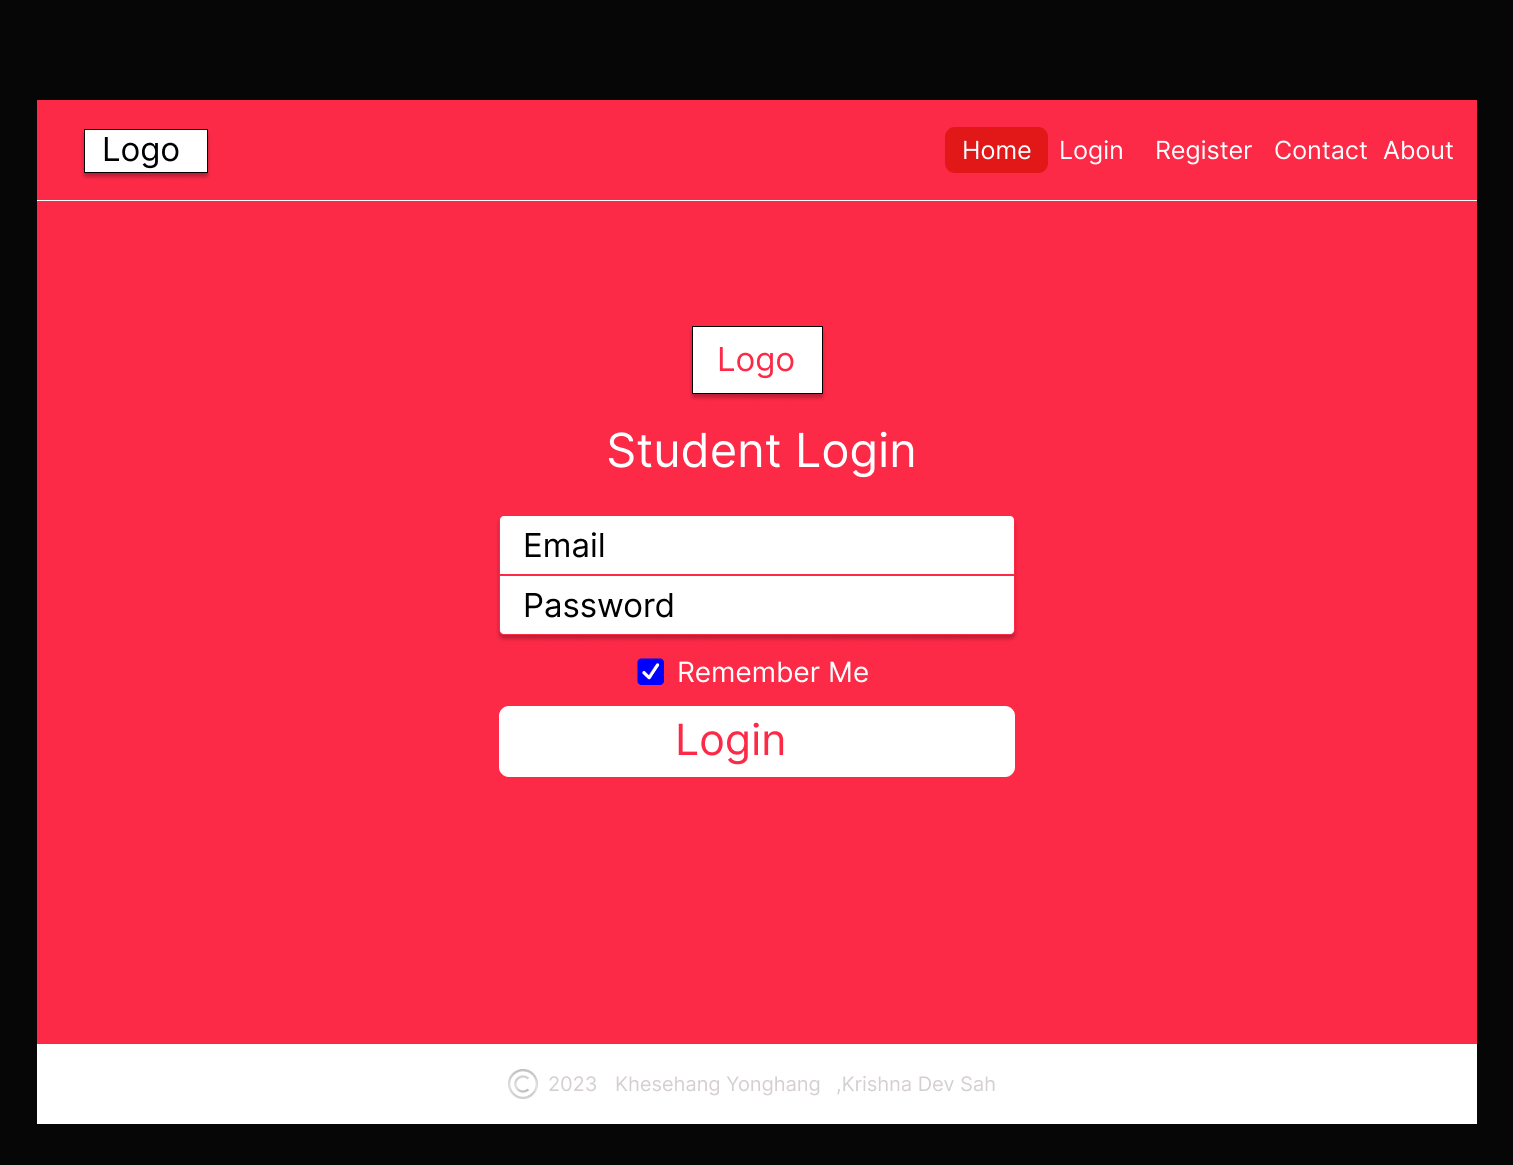 Logo
Home Login Register Contact About
Logo
Student Login
Email
Password
Remember Me
Login
© 2023 Khesehang Yonghang ,Krishna Dev Sah